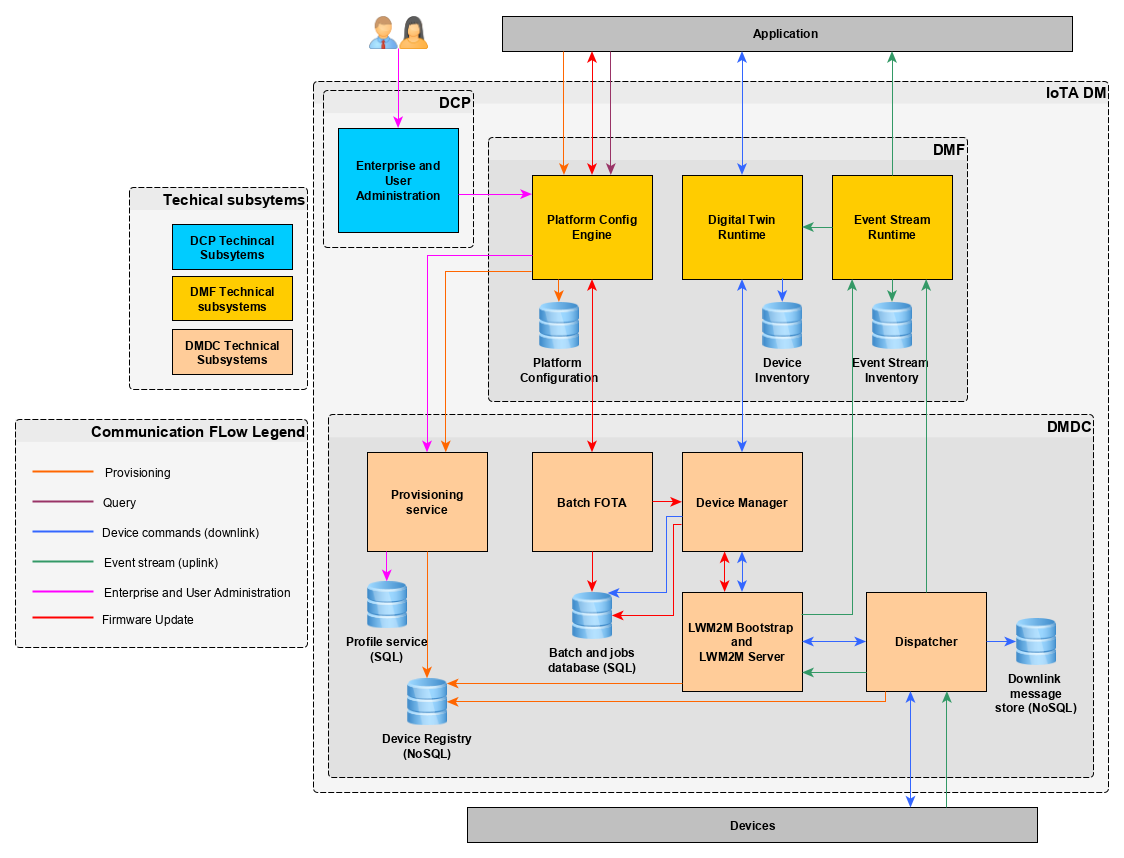 Application
IoTA DM
DCP
DMF
Enterprise and
User
Administration
Techical subsytems
DCP Techincal
Subsytems
DMF Technical
subsystems
DMDC Technical
Subsystems
Platform Config
Engine
Digital Twin
Runtime
Event Stream
Runtime
Platform
Configuration
Device
Inventory
Event Stream
Inventory
Communication FLow Legend
Provisioning
Query
Device commands (downlink)
Event stream (uplink)
Enterprise and User Administration
Firmware Update
DMDC
Provisioning
service
Batch FOTA
Device Manager
Profile service
(SQL)
Batch and jobs
database (SQL)
LWM2M Bootstrap
and
LWM2M Server
Dispatcher
Downlink
message
store (NoSQL)
Device Registry
(NoSQL)
Devices